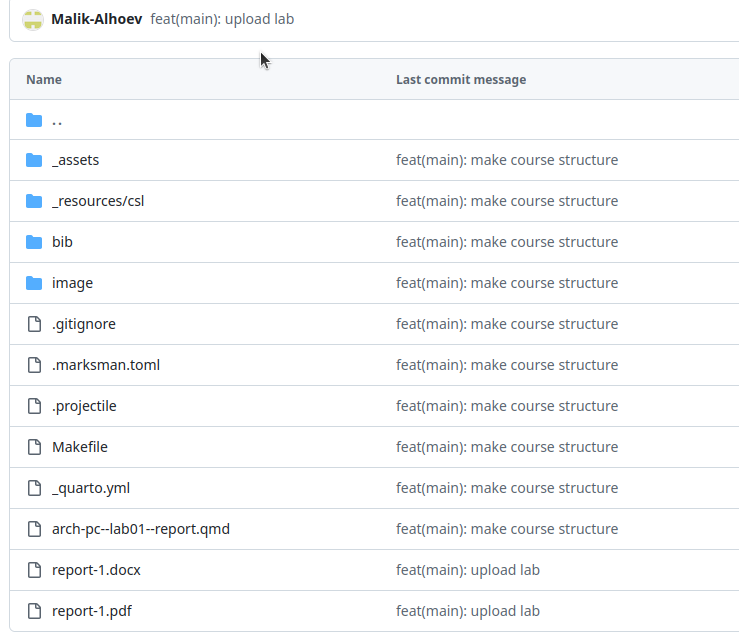 Malik-Alhoev feat(main): upload lab
Name Last commit message
..
_assets feat(main): make course structure
_resources/csl feat(main): make course structure
bib feat(main): make course structure
image feat(main): make course structure
.gitignore feat(main): make course structure
.marksman.toml feat(main): make course structure
.projectile feat(main): make course structure
Makefile feat(main): make course structure
_quarto.yml feat(main): make course structure
arch-pc--lab01--report.qmd feat(main): make course structure
report-1.docx feat(main): upload lab
report-1.pdf feat(main): upload lab